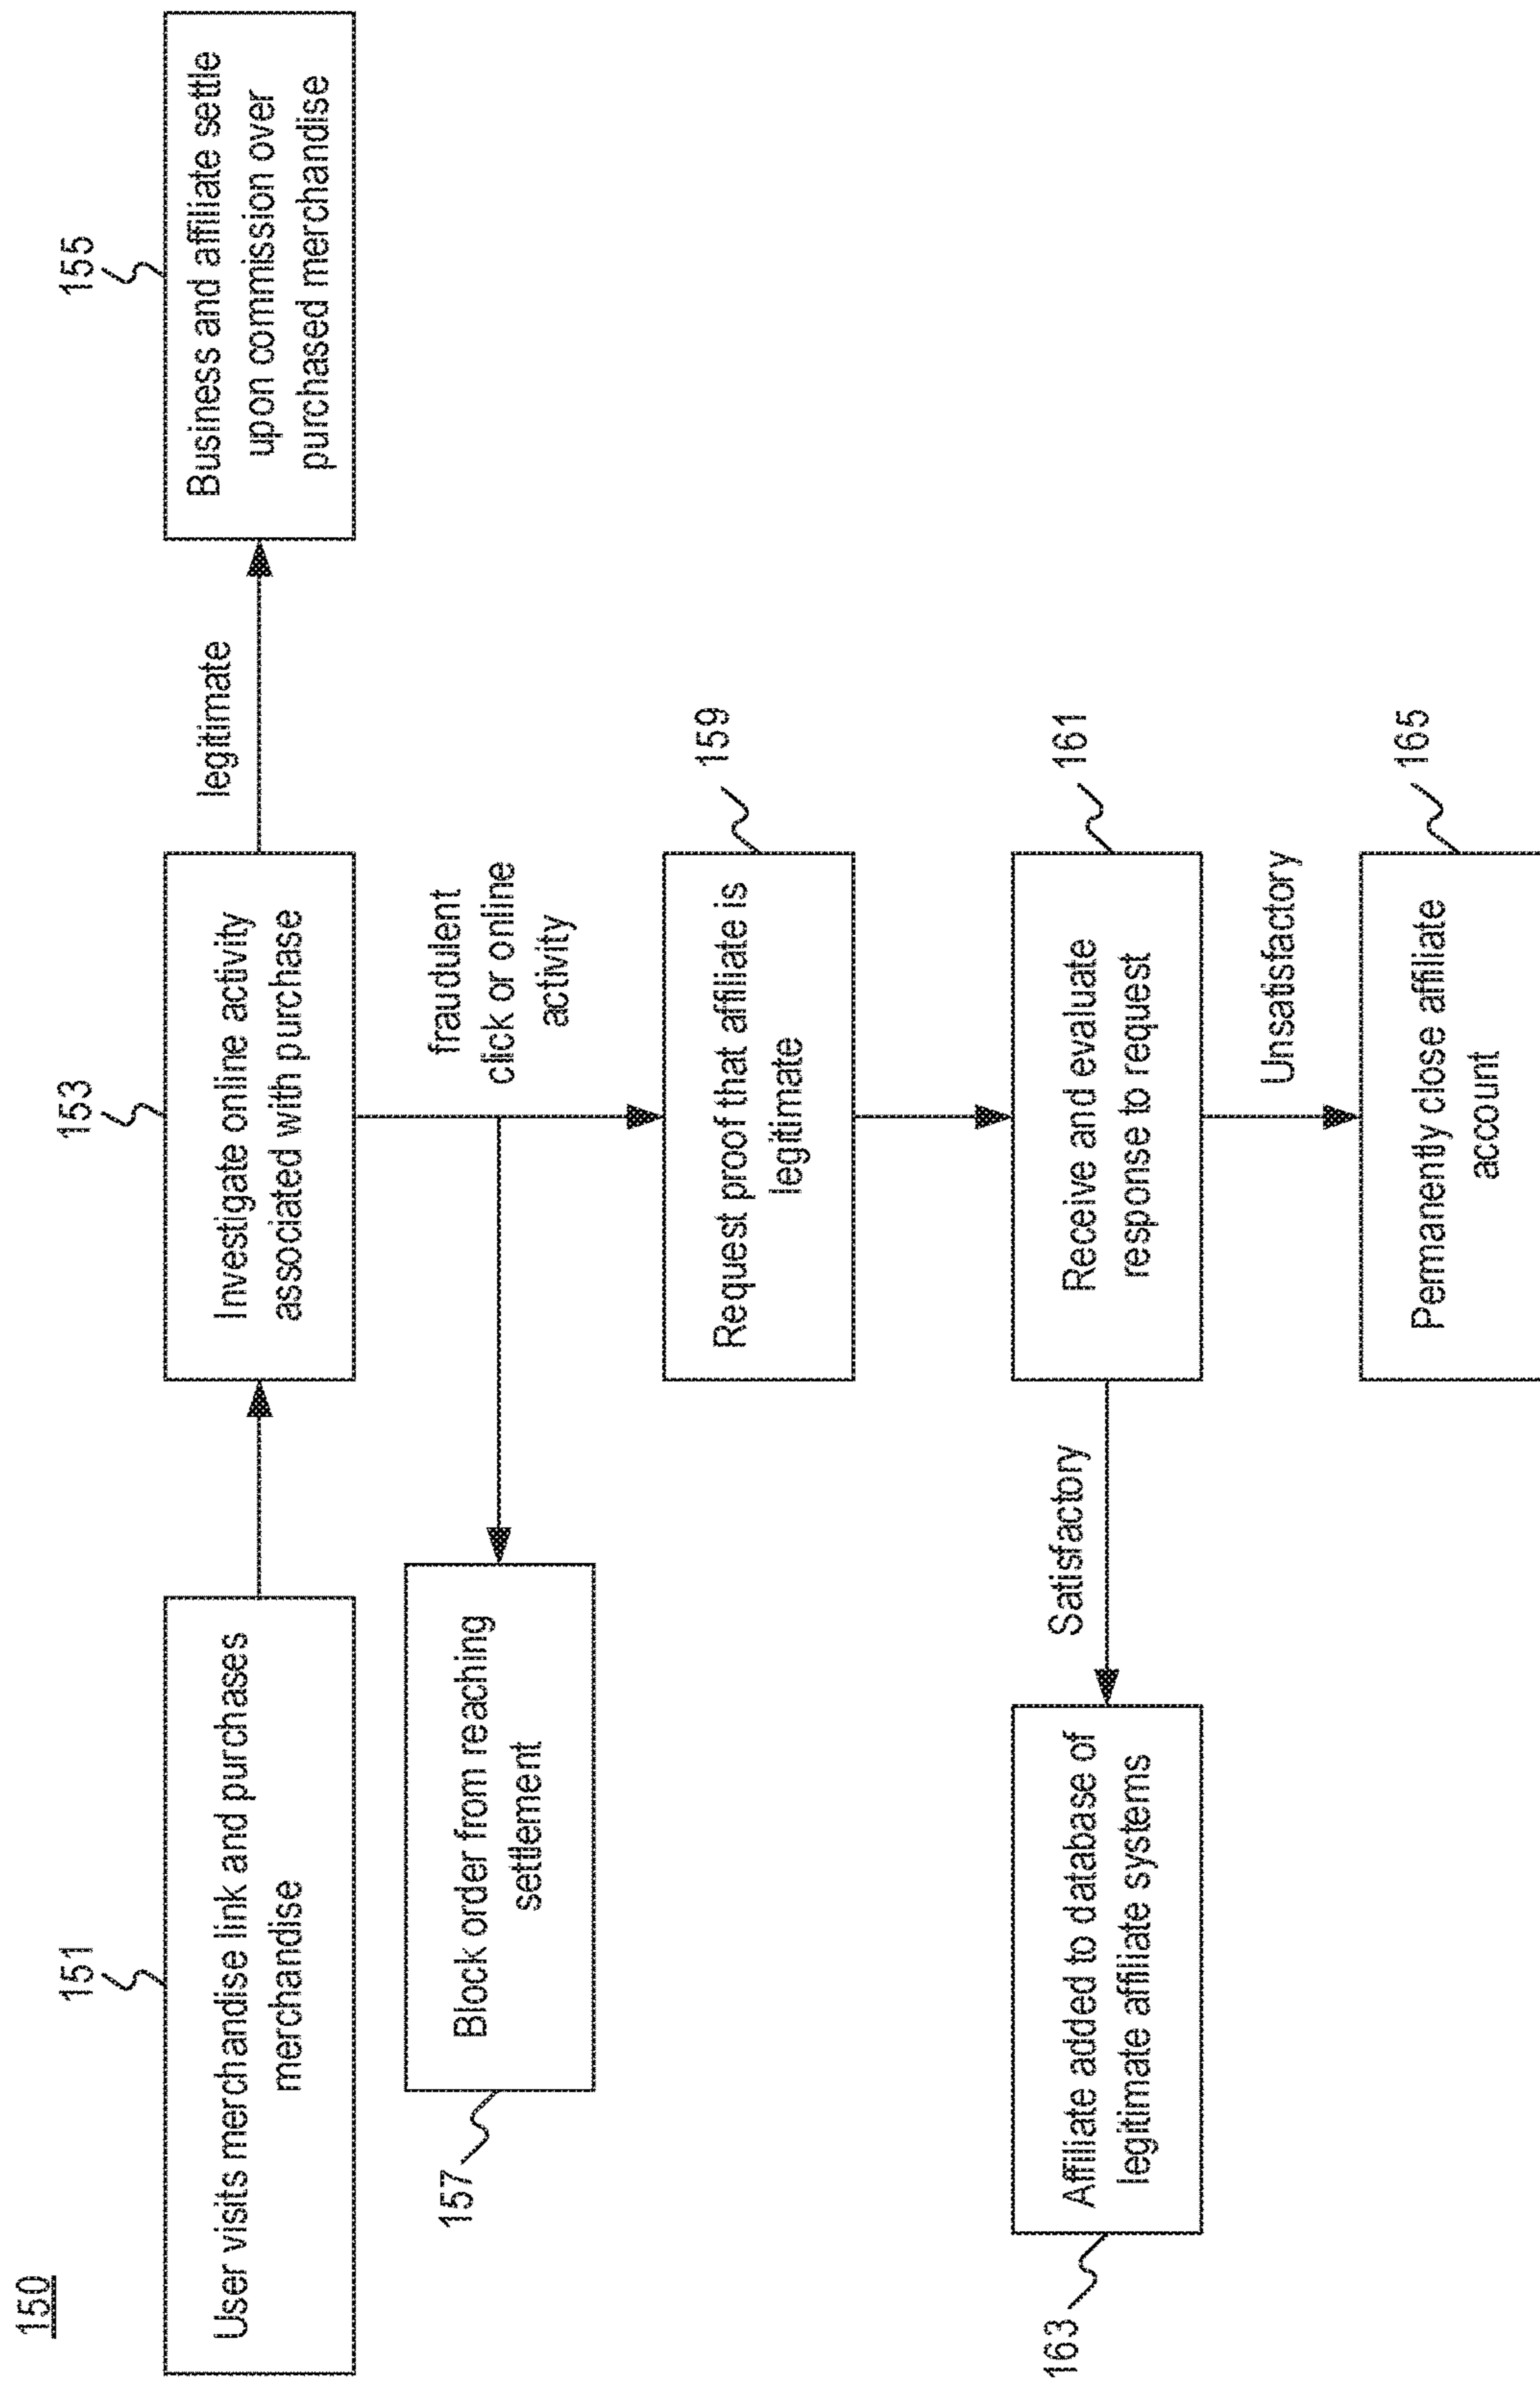 150
151
User visits merchandise link and purchases
merchandise
153
Investigate online activity
associated with purchase
legitimate
155
Business and affiliate settle
upon commission over
purchased merchandise
fraudulent
click or online
activity
157
Block order from reaching
settlement
159
Request proof that affiliate is
legitimate
161
Receive and evaluate
response to request
Satisfactory
163
Affiliate added to database of
legitimate affiliate systems
Unsatisfactory
165
Permanently close affiliate
account